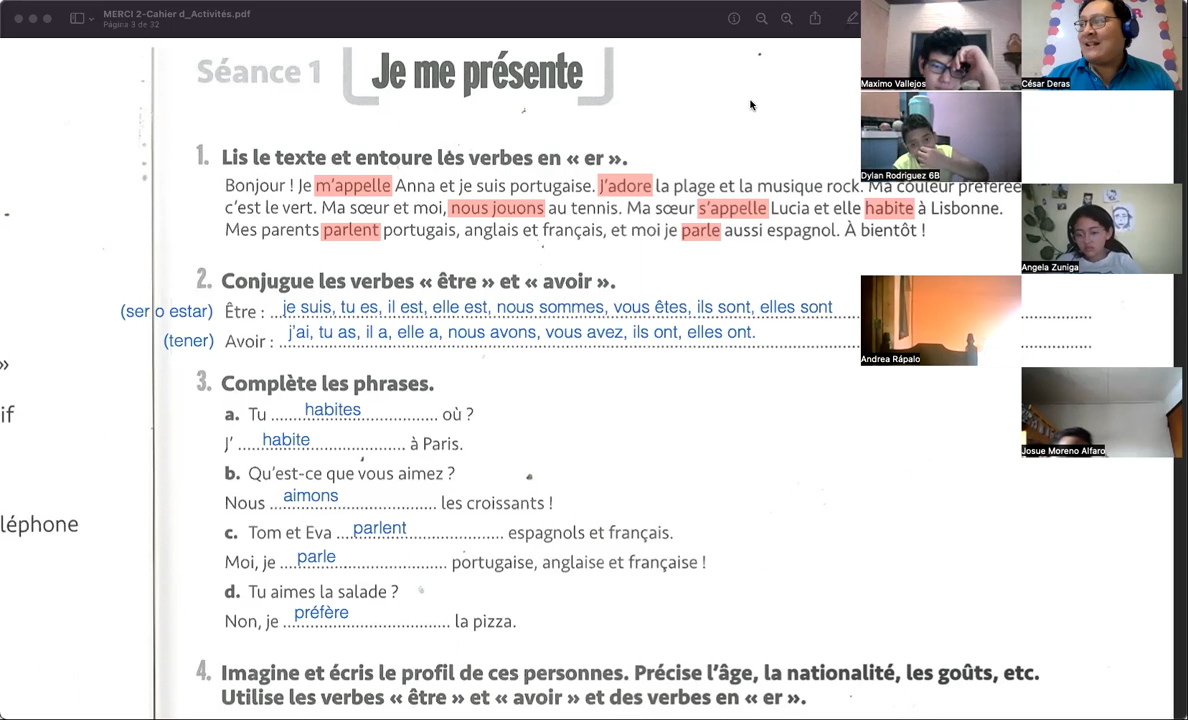 MERCI 2-Cahier d_Activités.pdf
Página 3 de 32
Séance 1 Je me présente
1. Lis le texte et entoure les verbes en « er ».
Bonjour ! Je m'appelle Anna et je suis portugaise. J'adore la plage et la musique rock. Ma couleur préférée
c'est le vert. Ma sœur et moi, nous jouons au tennis. Ma sœur s'appelle Lucia et elle habite à Lisbonne.
Mes parents parlent portugais, anglais et français, et moi je parle aussi espagnol. À bientôt !
2. Conjugue les verbes « être » et « avoir ».
(ser o estar) Être : je suis, tu es, il est, elle est, nous sommes, vous êtes, ils sont, elles sont
(tener) Avoir : j'ai, tu as, il a, elle a, nous avons, vous avez, ils ont, elles ont.
3. Complète les phrases.
a. Tu habites où ?
J' habite à Paris.
b. Qu'est-ce que vous aimez ?
Nous aimons les croissants !
c. Tom et Eva parlent espagnols et français.
Moi, je parle portugaise, anglaise et française !
d. Tu aimes la salade ?
Non, je préfère la pizza.
4. Imagine et écris le profil de ces personnes. Précise l'âge, la nationalité, les goûts, etc.
Utilise les verbes « être » et « avoir » et des verbes en « er ».
»
if
léphone
Maximo Vallejos
César Deras
Dylan Rodriguez 6B
Angela Zuniga
Andrea Rápalo
Josue Moreno Alfaro